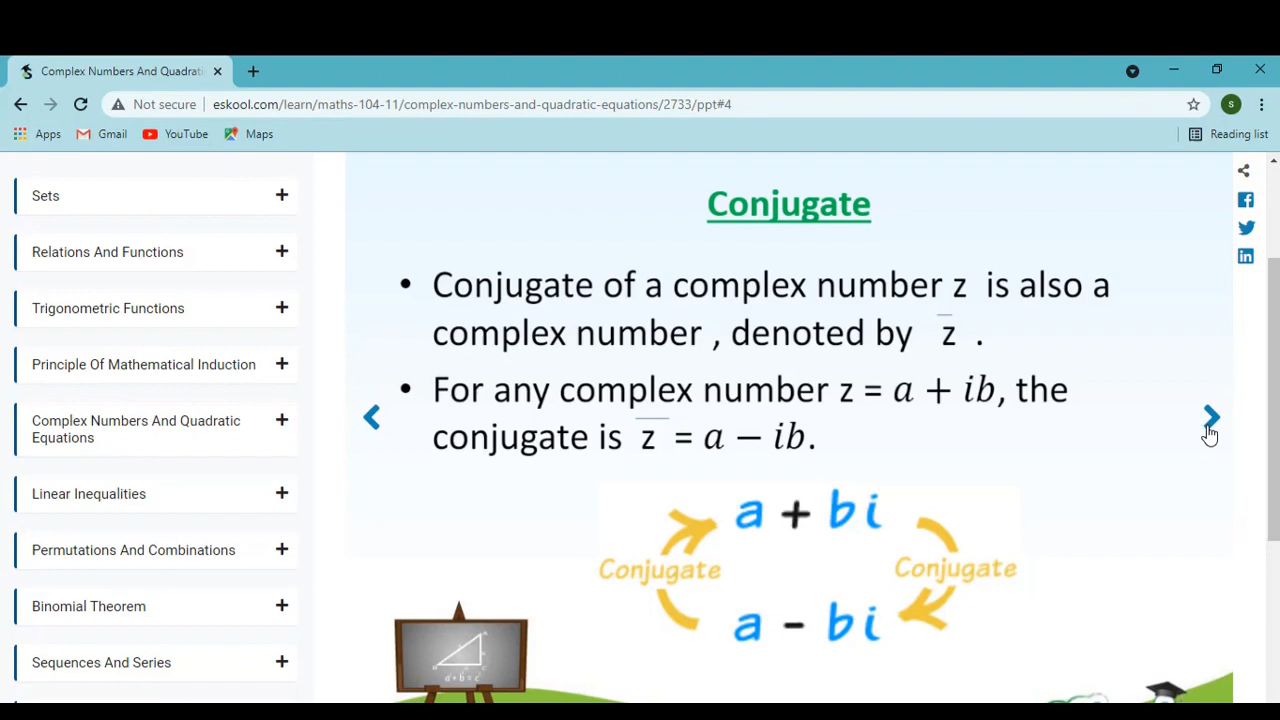 Complex Numbers And Quadrati
Not secure
eskool.com/learn/maths-104-11/complex-numbers-and-quadratic-equations/2733/ppt#4
S
Apps
Gmail
YouTube
Maps
Reading list
Sets
Relations And Functions
Trigonometric Functions
Principle Of Mathematical Induction
Complex Numbers And Quadratic
Equations
Linear Inequalities
Permutations And Combinations
Binomial Theorem
Sequences And Series
Conjugate
• Conjugate of a complex number z is also a
complex number , denoted by z̅ .
• For any complex number z = a + ib, the
conjugate is z̅ = a − ib.
a + bi
Conjugate
Conjugate
a - bi